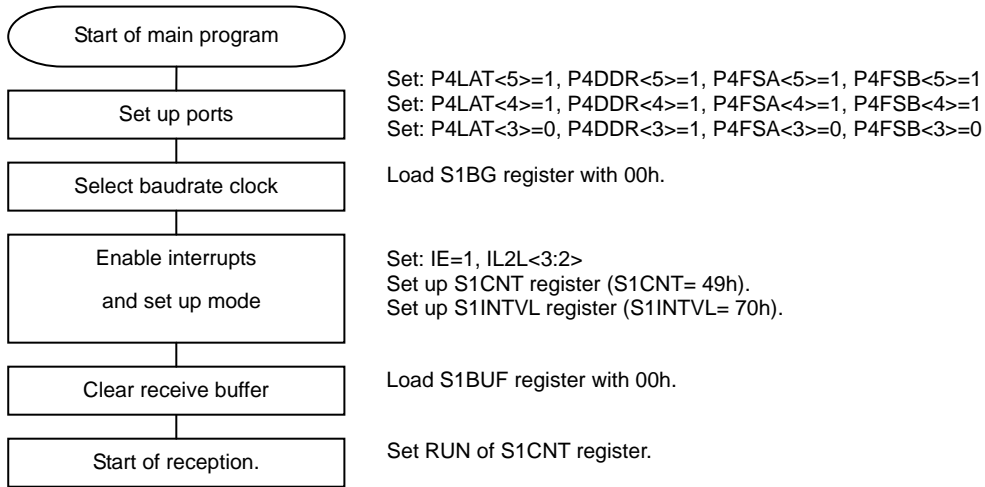 Start of main program
Set up ports
Set: P4LAT<5>=1, P4DDR<5>=1, P4FSA<5>=1, P4FSB<5>=1
Set: P4LAT<4>=1, P4DDR<4>=1, P4FSA<4>=1, P4FSB<4>=1
Set: P4LAT<3>=0, P4DDR<3>=1, P4FSA<3>=0, P4FSB<3>=0
Select baudrate clock
Load S1BG register with 00h.
Enable interrupts
and set up mode
Set: IE=1, IL2L<3:2>
Set up S1CNT register (S1CNT= 49h).
Set up S1INTVL register (S1INTVL= 70h).
Clear receive buffer
Load S1BUF register with 00h.
Start of reception.
Set RUN of S1CNT register.